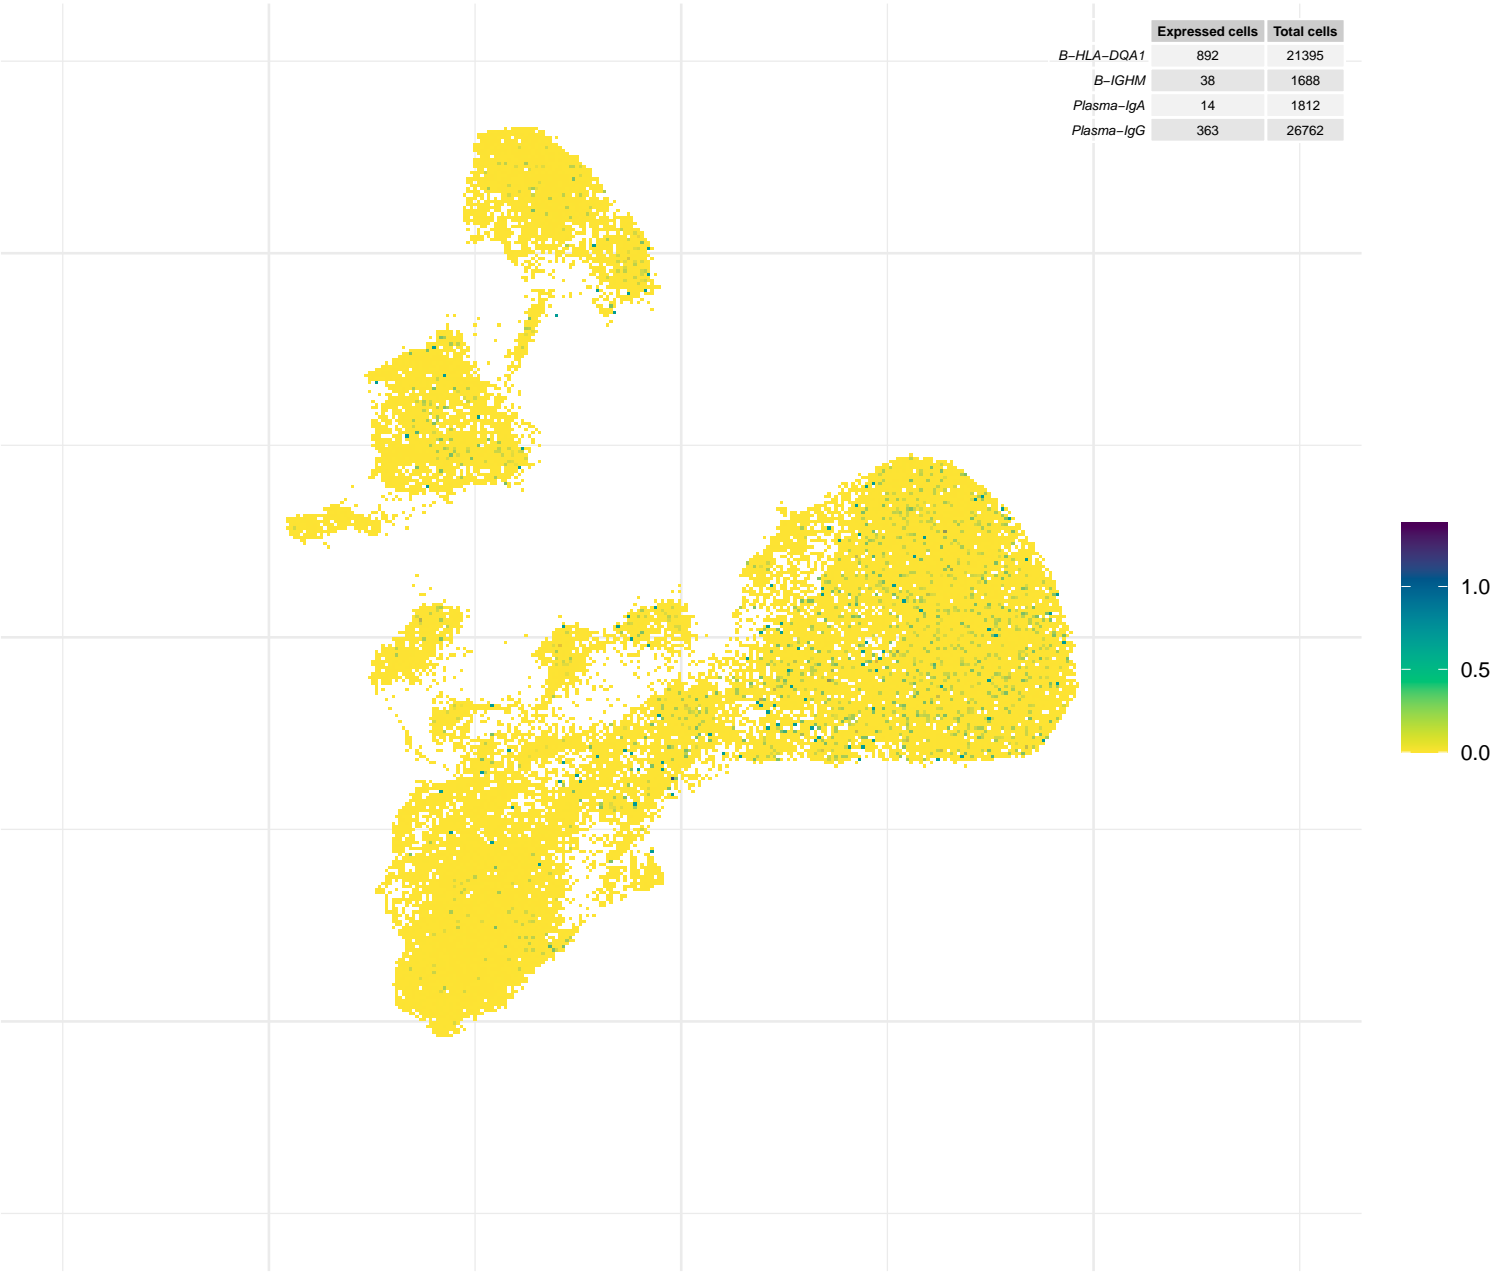 Expressed cells Total cells
B−HLA−DQA1 892 21395
B−IGHM 38 1688
Plasma−IgA 14 1812
Plasma−IgG 363 26762
1.0
0.5
0.0